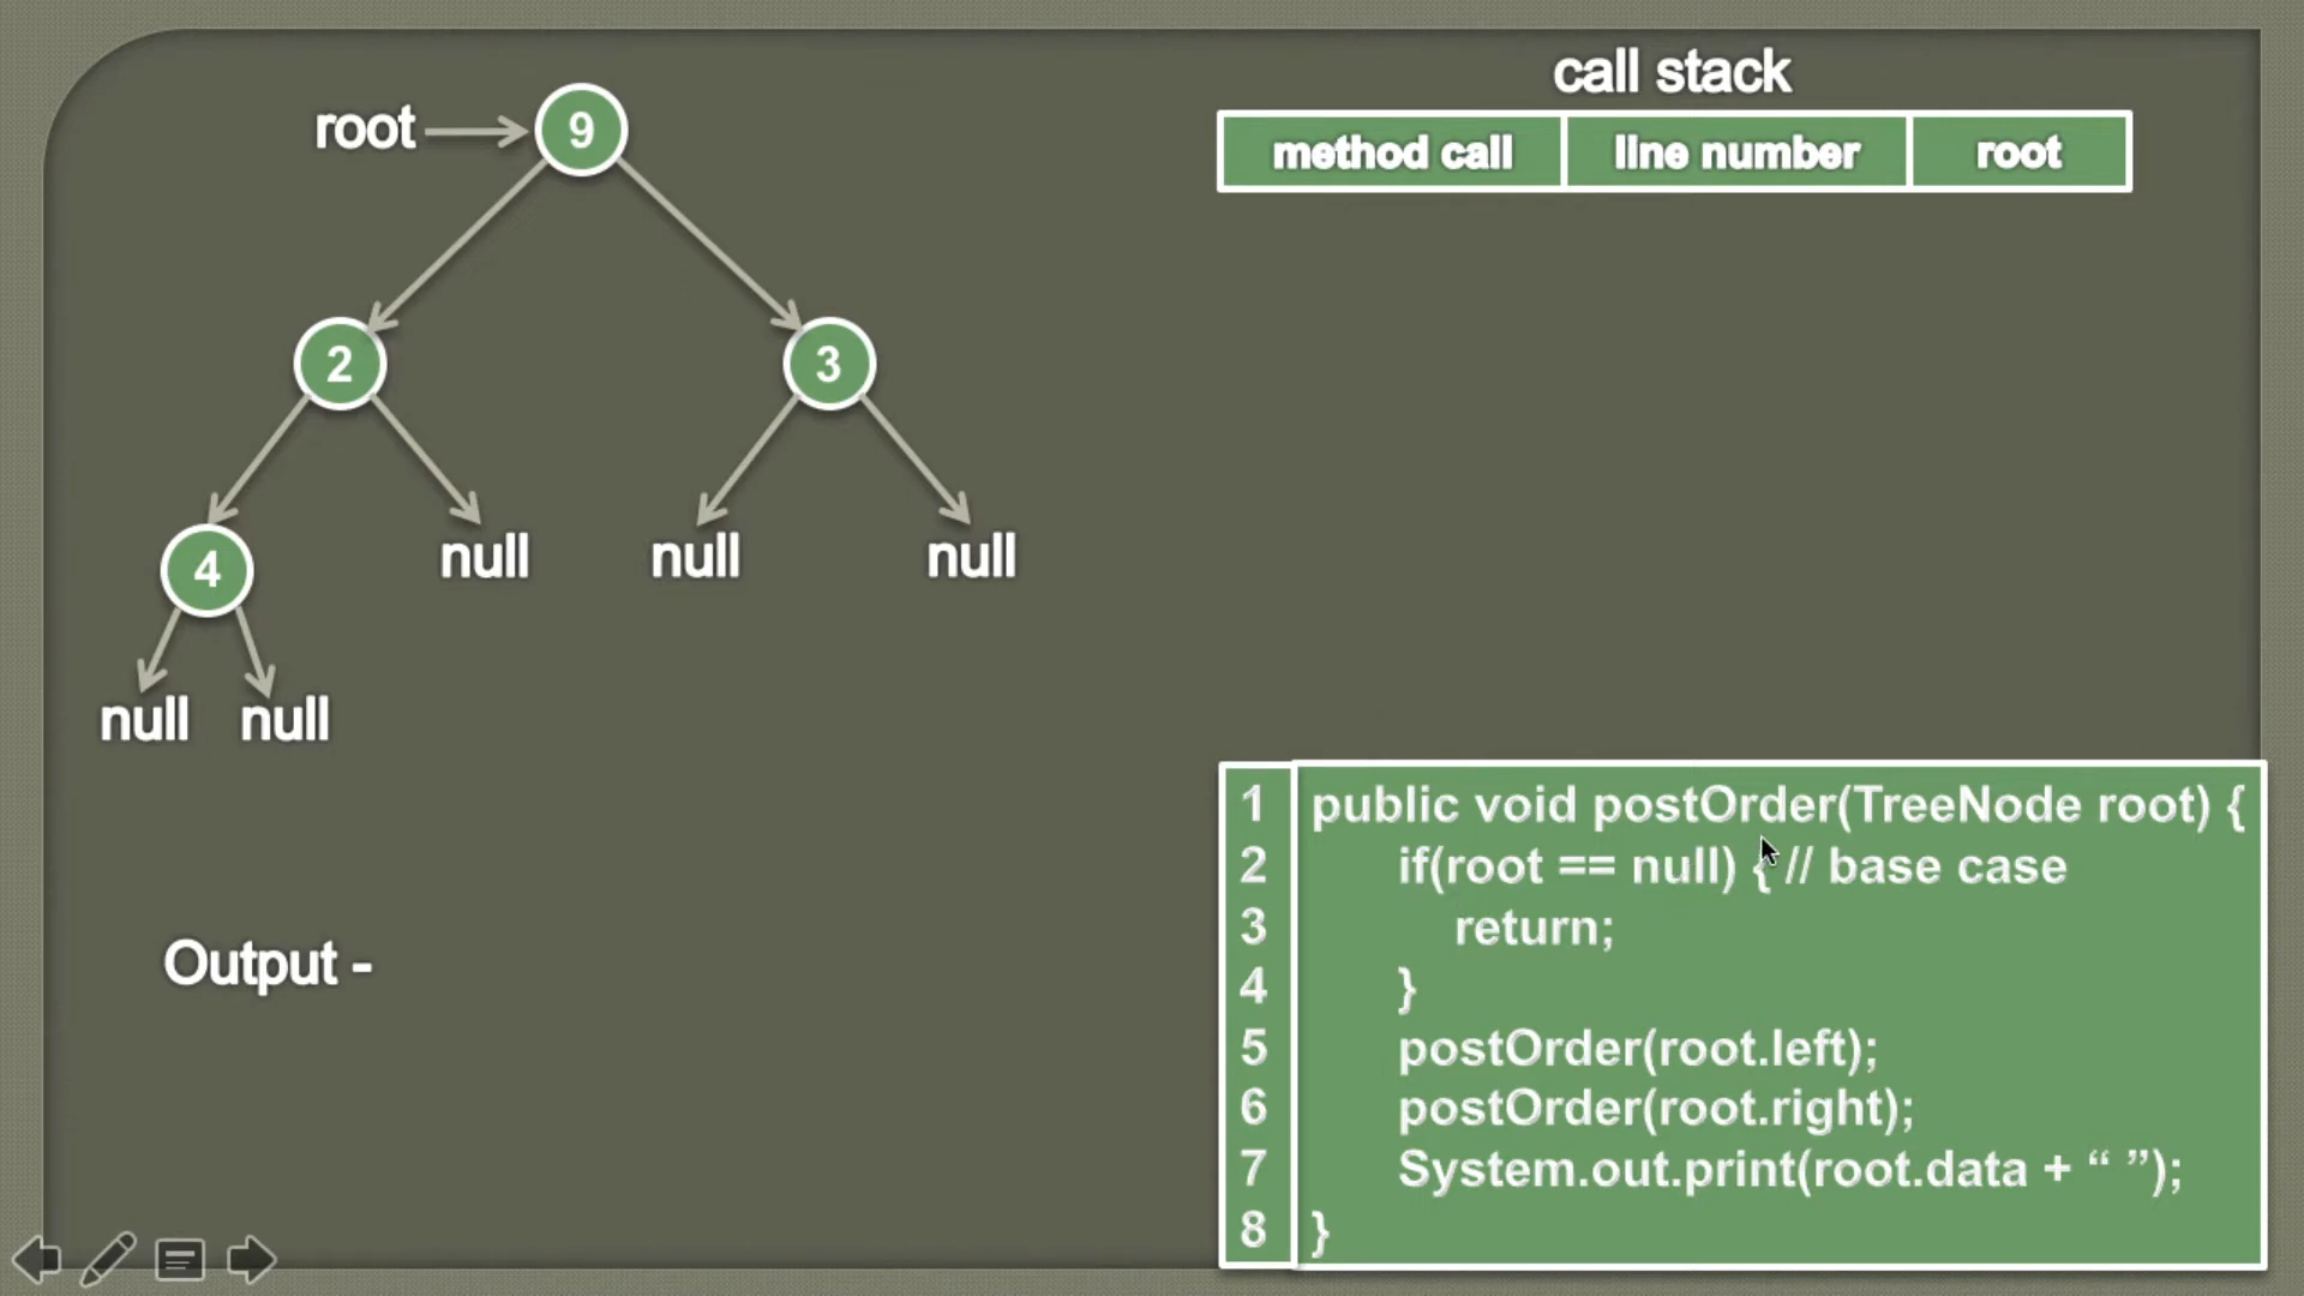 root
9
2
3
4
null
null
null
null
null
Output -
call stack
method call line number root
1 public void postOrder(TreeNode root) {
2 if(root == null) { // base case
3 return;
4 }
5 postOrder(root.left);
6 postOrder(root.right);
7 System.out.print(root.data + “ ”);
8 }